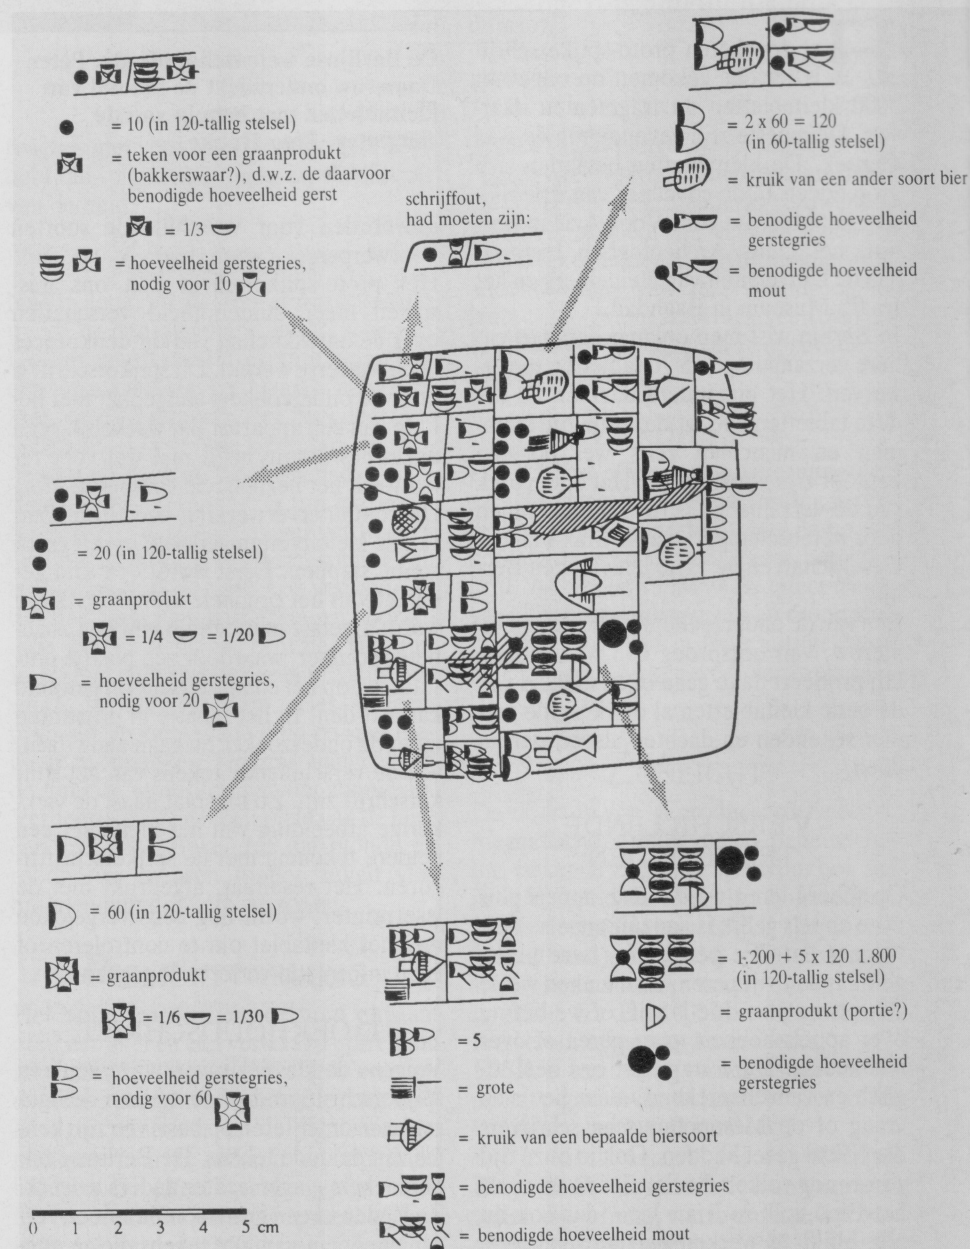 = 10 (in 120-tallig stelsel)
= teken voor een graanprodukt
(bakkerswaar?), d.w.z. de daarvoor
benodigde hoeveelheid gerst
= 1/3
= hoeveelheid gerstegries,
nodig voor 10
schrijffout,
had moeten zijn:
= 2 x 60 = 120
(in 60-tallig stelsel)
= kruik van een ander soort bier
= benodigde hoeveelheid
gerstegries
= benodigde hoeveelheid
mout
= 20 (in 120-tallig stelsel)
= graanprodukt
= 1/4 = 1/20
= hoeveelheid gerstegries,
nodig voor 20
= 60 (in 120-tallig stelsel)
= graanprodukt
= 1/6 = 1/30
= hoeveelheid gerstegries,
nodig voor 60
= 5
= grote
= kruik van een bepaalde biersoort
= benodigde hoeveelheid gerstegries
= benodigde hoeveelheid mout
= 1.200 + 5 x 120 1.800
(in 120-tallig stelsel)
= graanprodukt (portie?)
= benodigde hoeveelheid
gerstegries
0 1 2 3 4 5 cm